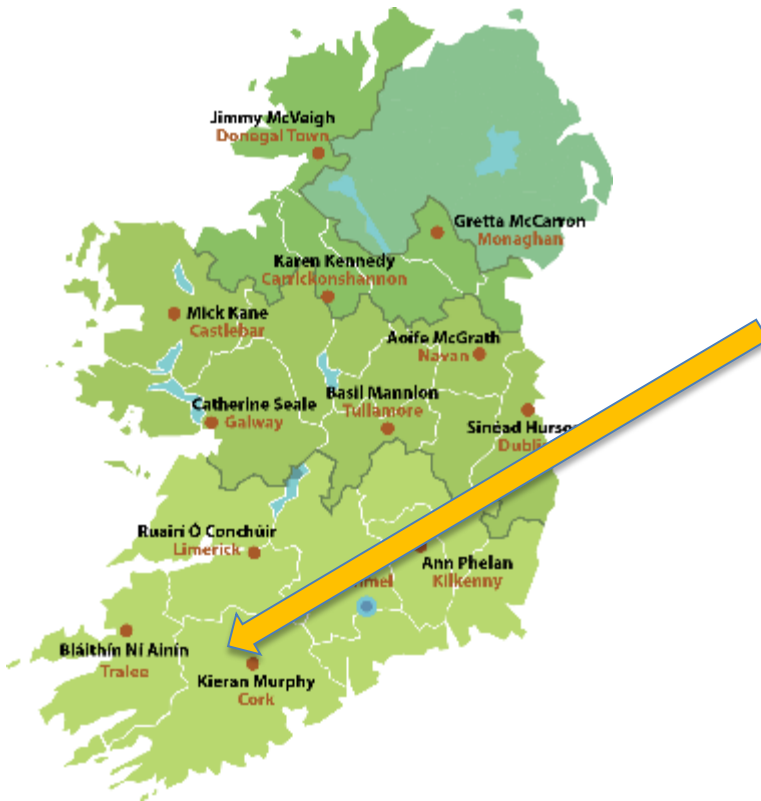 Jimmy McVeigh
Donegal Town
Gretta McCarron
Monaghan
Karen Kennedy
Carrickonshannon
Mick Kane
Castlebar
Aoife McGrath
Navan
Basil Mannion
Tullamore
Catherine Seale
Galway
Sinéad
Ruairí Ó Conchúir
Limerick
Ann Phelan
Kilkenny
Bláithín Ní Ainín
Tralee
Kieran Murphy
Cork